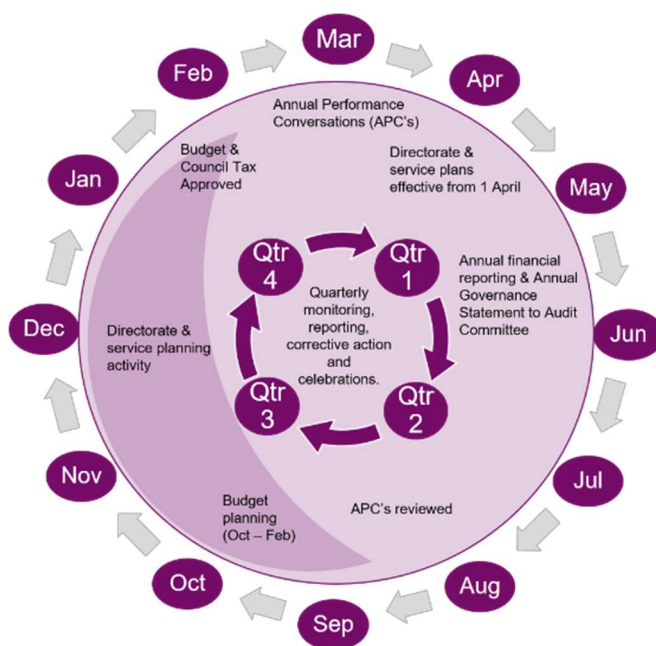 Mar
Feb
Apr
Annual Performance
Conversations (APC's)
Budget &
Council Tax
Approved
Directorate &
service plans
effective from 1 April
Jan
May
Qtr
4
Qtr
1
Annual financial
reporting & Annual
Governance
Statement to Audit
Committee
Quarterly
monitoring,
reporting,
corrective action
and
celebrations.
Dec
Directorate &
service planning
activity
Jun
Qtr
3
Qtr
2
Nov
Jul
Budget
planning
(Oct – Feb)
APC's reviewed
Oct
Aug
Sep